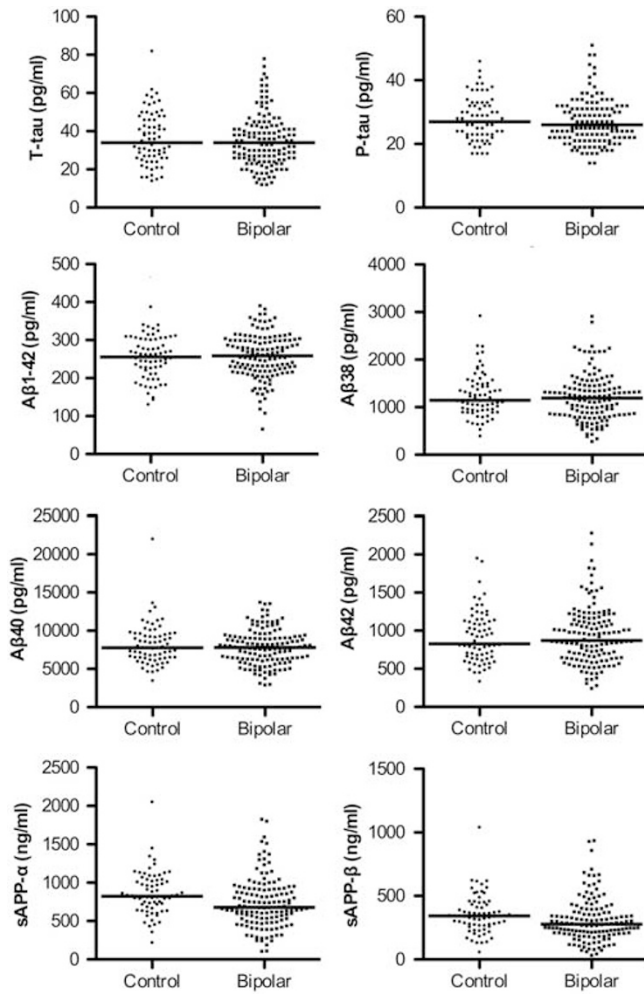 T-tau (pg/ml)
100
80
60
40
20
0
Control Bipolar
P-tau (pg/ml)
60
40
20
0
Control Bipolar
Aβ1-42 (pg/ml)
500
400
300
200
100
0
Control Bipolar
Aβ38 (pg/ml)
4000
3000
2000
1000
0
Control Bipolar
Aβ40 (pg/ml)
25000
20000
15000
10000
5000
0
Control Bipolar
Aβ42 (pg/ml)
2500
2000
1500
1000
500
0
Control Bipolar
sAPP-α (ng/ml)
2500
2000
1500
1000
500
0
Control Bipolar
sAPP-β (ng/ml)
1500
1000
500
0
Control Bipolar